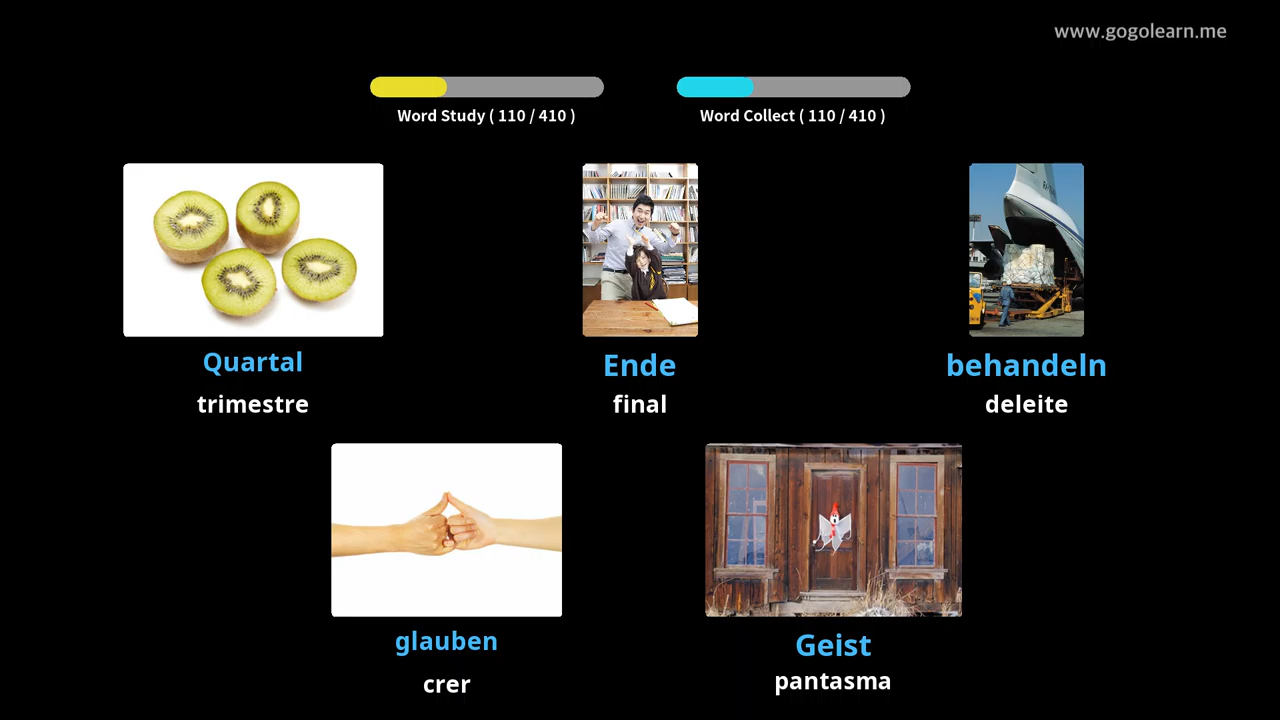 www.gogolearn.me
Word Study ( 110 / 410 )
Word Collect ( 110 / 410 )
Quartal
trimestre
Ende
final
behandeln
deleite
glauben
crer
Geist
pantasma